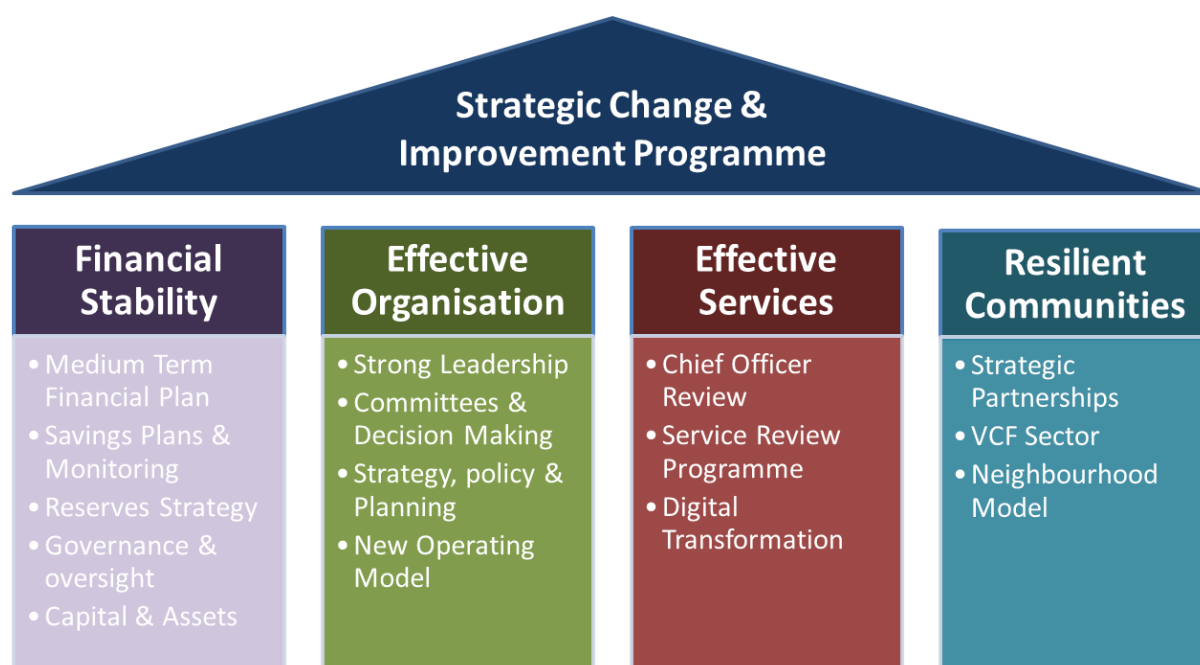 Strategic Change &
Improvement Programme
Financial
Stability
• Medium Term
Financial Plan
• Savings Plans &
Monitoring
• Reserves Strategy
• Governance &
oversight
• Capital & Assets
Effective
Organisation
• Strong Leadership
• Committees &
Decision Making
• Strategy, policy &
Planning
• New Operating
Model
Effective
Services
• Chief Officer
Review
• Service Review
Programme
• Digital
Transformation
Resilient
Communities
• Strategic
Partnerships
• VCF Sector
• Neighbourhood
Model